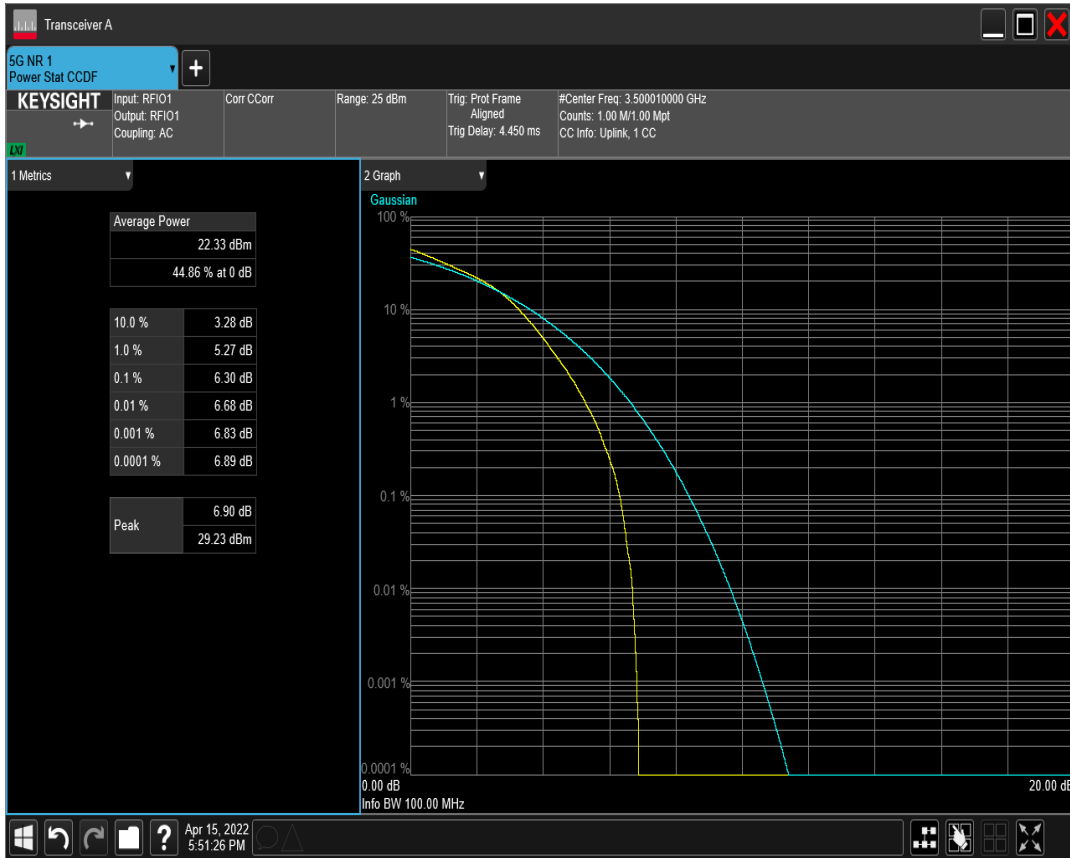 Transceiver A
5G NR 1
Power Stat CCDF
KEYSIGHT
LXI
Input: RFIO1
Output: RFIO1
Coupling: AC
Corr CCorr
Range: 25 dBm
Trig: Prot Frame
Aligned
Trig Delay: 4.450 ms
#Center Freq: 3.500010000 GHz
Counts: 1.00 M/1.00 Mpt
CC Info: Uplink, 1 CC
1 Metrics
Average Power
22.33 dBm
44.86 % at 0 dB
10.0 % 3.28 dB
1.0 % 5.27 dB
0.1 % 6.30 dB
0.01 % 6.68 dB
0.001 % 6.83 dB
0.0001 % 6.89 dB
Peak
6.90 dB
29.23 dBm
2 Graph
Gaussian
100 %
10 %
1 %
0.1 %
0.01 %
0.001 %
0.0001 %
0.00 dB 20.00 dB
Info BW 100.00 MHz
?
Apr 15, 2022
5:51:26 PM